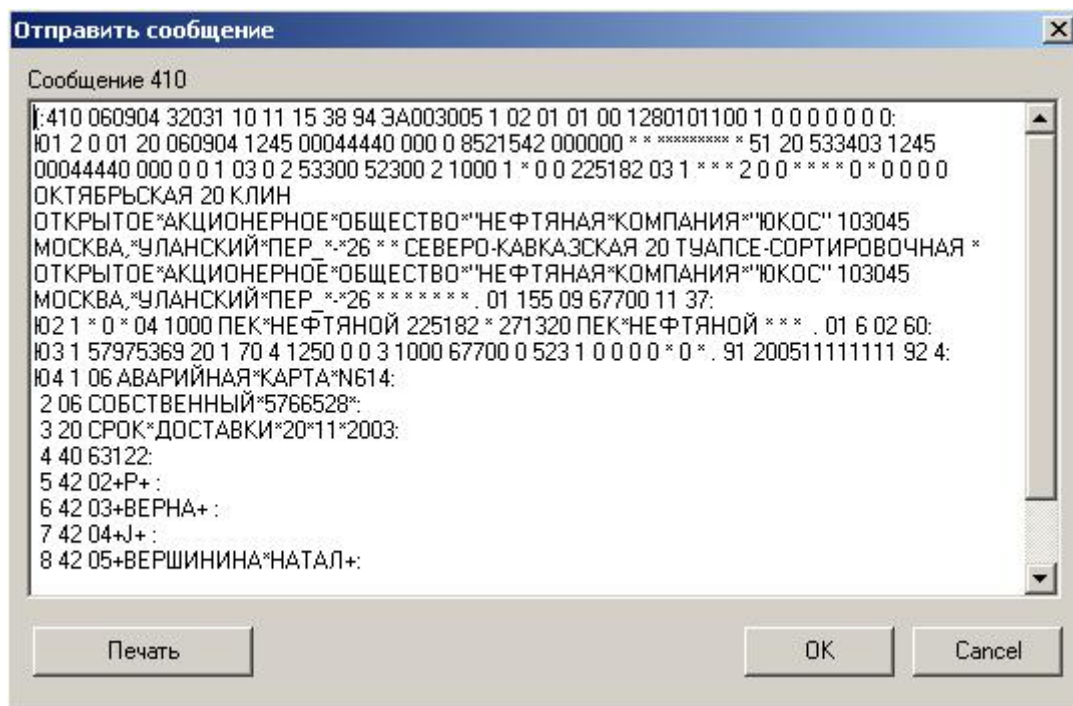 Отправить сообщение
Сообщение 410
(:410 060904 32031 10 11 15 38 94 ЭА003005 1 02 01 01 00 1280101100 1 0 0 0 0 0 0 0:
Ю1 2 0 01 20 060904 1245 00044440 000 0 8521542 000000 * * ********** * 51 20 533403 1245
00044440 000 0 0 1 03 0 2 53300 52300 2 1000 1 * 0 0 225182 03 1 * * * 2 0 0 * * * * 0 * 0 0 0 0
ОКТЯБРЬСКАЯ 20 КЛИН
ОТКРЫТОЕ*АКЦИОНЕРНОЕ*ОБЩЕСТВО*"НЕФТЯНАЯ*КОМПАНИЯ*"ЮКОС" 103045
МОСКВА,*УЛАНСКИЙ*ПЕР_*-*26 * * СЕВЕРО-КАВКАЗСКАЯ 20 ТУАПСЕ-СОРТИРОВОЧНАЯ *
ОТКРЫТОЕ*АКЦИОНЕРНОЕ*ОБЩЕСТВО*"НЕФТЯНАЯ*КОМПАНИЯ*"ЮКОС" 103045
МОСКВА,*УЛАНСКИЙ*ПЕР_*-*26 * * * * * * * . 01 155 09 67700 11 37:
Ю2 1 * 0 * 04 1000 ПЕК*НЕФТЯНОЙ 225182 * 271320 ПЕК*НЕФТЯНОЙ * * * . 01 6 02 60:
Ю3 1 57975369 20 1 70 4 1250 0 0 3 1000 67700 0 523 1 0 0 0 0 * 0 * . 91 200511111111 92 4:
Ю4 1 06 АВАРИЙНАЯ*КАРТА*N614:
2 06 СОБСТВЕННЫЙ*5766528*:
3 20 СРОК*ДОСТАВКИ*20*11*2003:
4 40 63122:
5 42 02+Р+ :
6 42 03+ВЕРНА+ :
7 42 04+J+ :
8 42 05+ВЕРШИНИНА*НАТАЛ+:
Печать
OK
Cancel